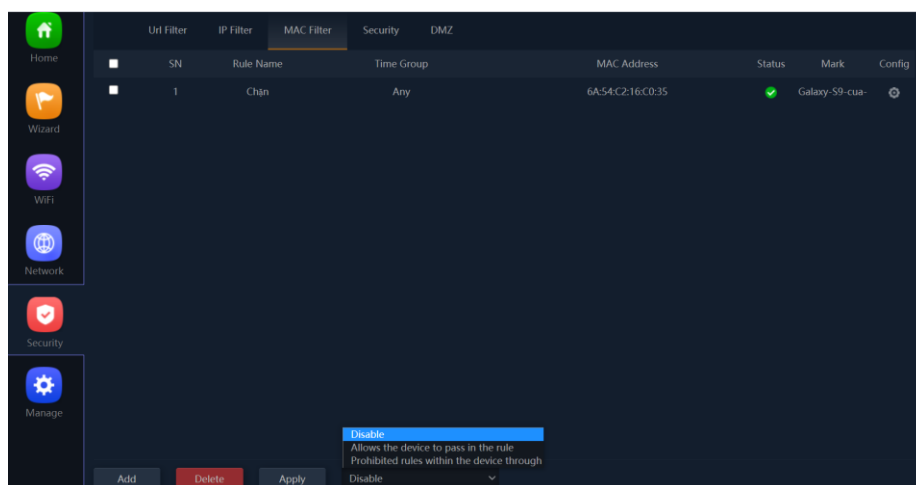 Home
Wizard
WiFi
Network
Security
Manage
Url Filter IP Filter MAC Filter Security DMZ
SN Rule Name Time Group MAC Address Status Mark Config
1 Chặn Any 6A:54:C2:16:C0:35 Galaxy-S9-cua-
Disable
Allows the device to pass in the rule
Prohibited rules within the device through
Add Delete Apply Disable